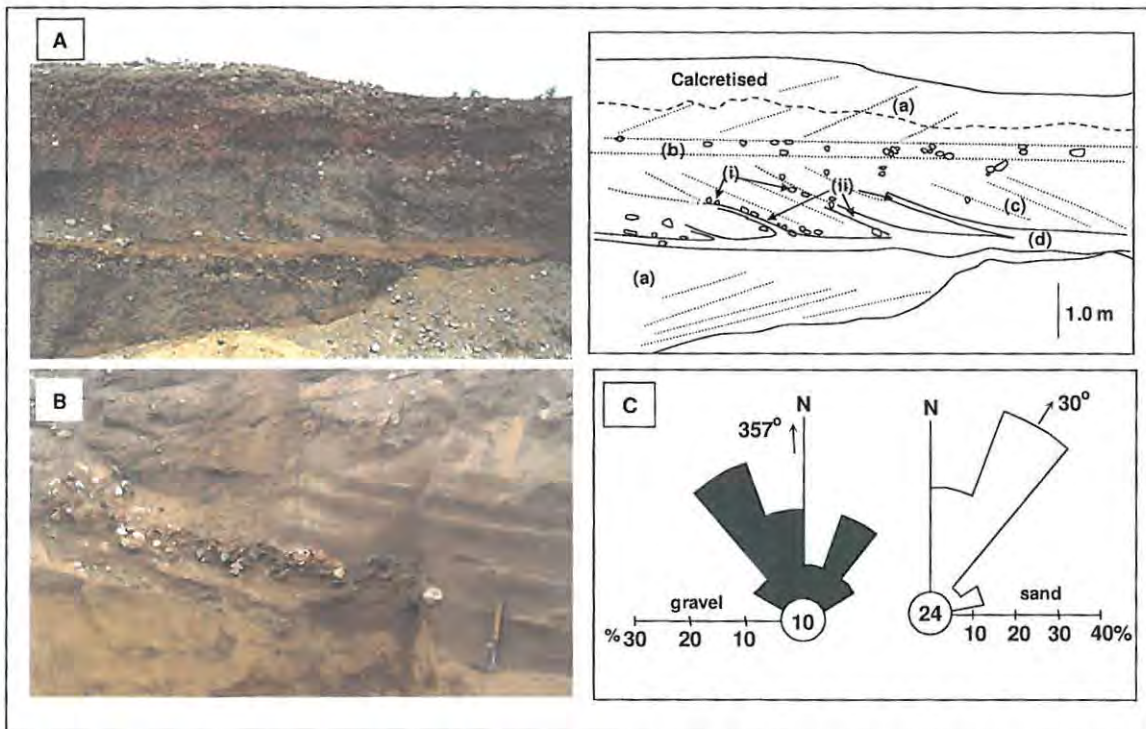 A
Calcretised
(a)
(b)
(i)
(ii)
(c)
(d)
(a)
1.0 m
B
C
N
357°
N
30°
gravel
10
% 30 20 10
24
sand
10 20 30 40%